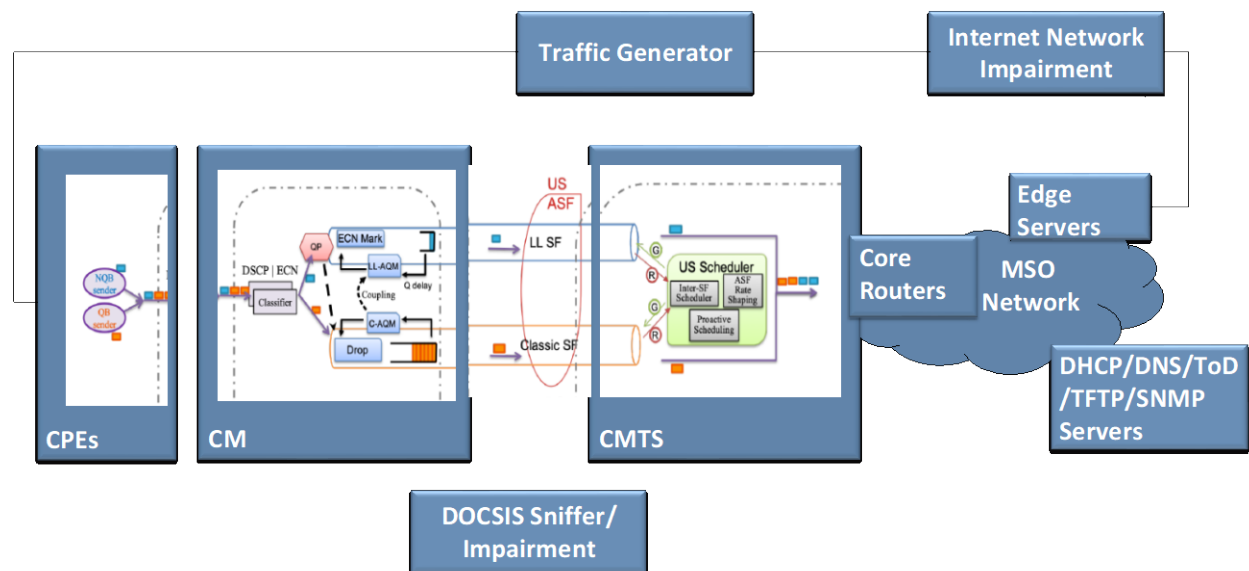 Traffic Generator
Internet Network
Impairment
CPEs
NQB
sender
QB
sender
CM
DSCP | ECN
Classifier
QP
ECN Mark
LL-AQM
Q delay
Coupling
C-AQM
Drop
US
ASF
LL SF
Classic SF
CMTS
G
R
G
R
US Scheduler
Inter-SF
Scheduler
ASF
Rate
Shaping
Proactive
Scheduling
Core
Routers
Edge
Servers
MSO
Network
DHCP/DNS/ToD
/TFTP/SNMP
Servers
DOCSIS Sniffer/
Impairment